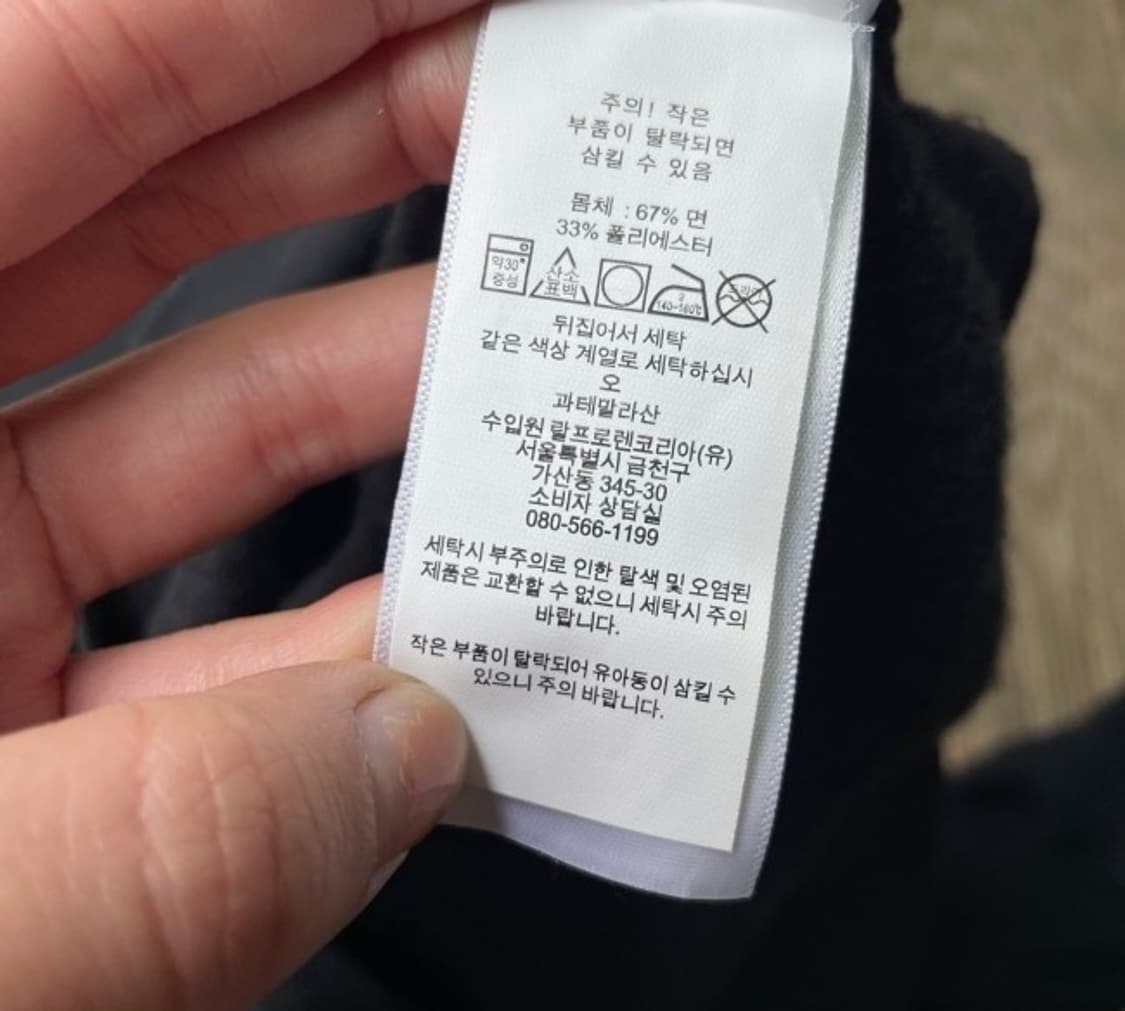 주의! 작은
부품이 탈락되면
삼킬 수 있음
몸체 : 67% 면
33% 폴리에스터
약30°
중성
산소
표백
140~160℃
드라이
뒤집어서 세탁
같은 색상 계열로 세탁하십시
오
과테말라산
수입원 랄프로렌코리아(유)
서울특별시 금천구
가산동 345-30
소비자 상담실
080-566-1199
세탁시 부주의로 인한 탈색 및 오염된
제품은 교환할 수 없으니 세탁시 주의
바랍니다.
작은 부품이 탈락되어 유아동이 삼킬 수
있으니 주의 바랍니다.